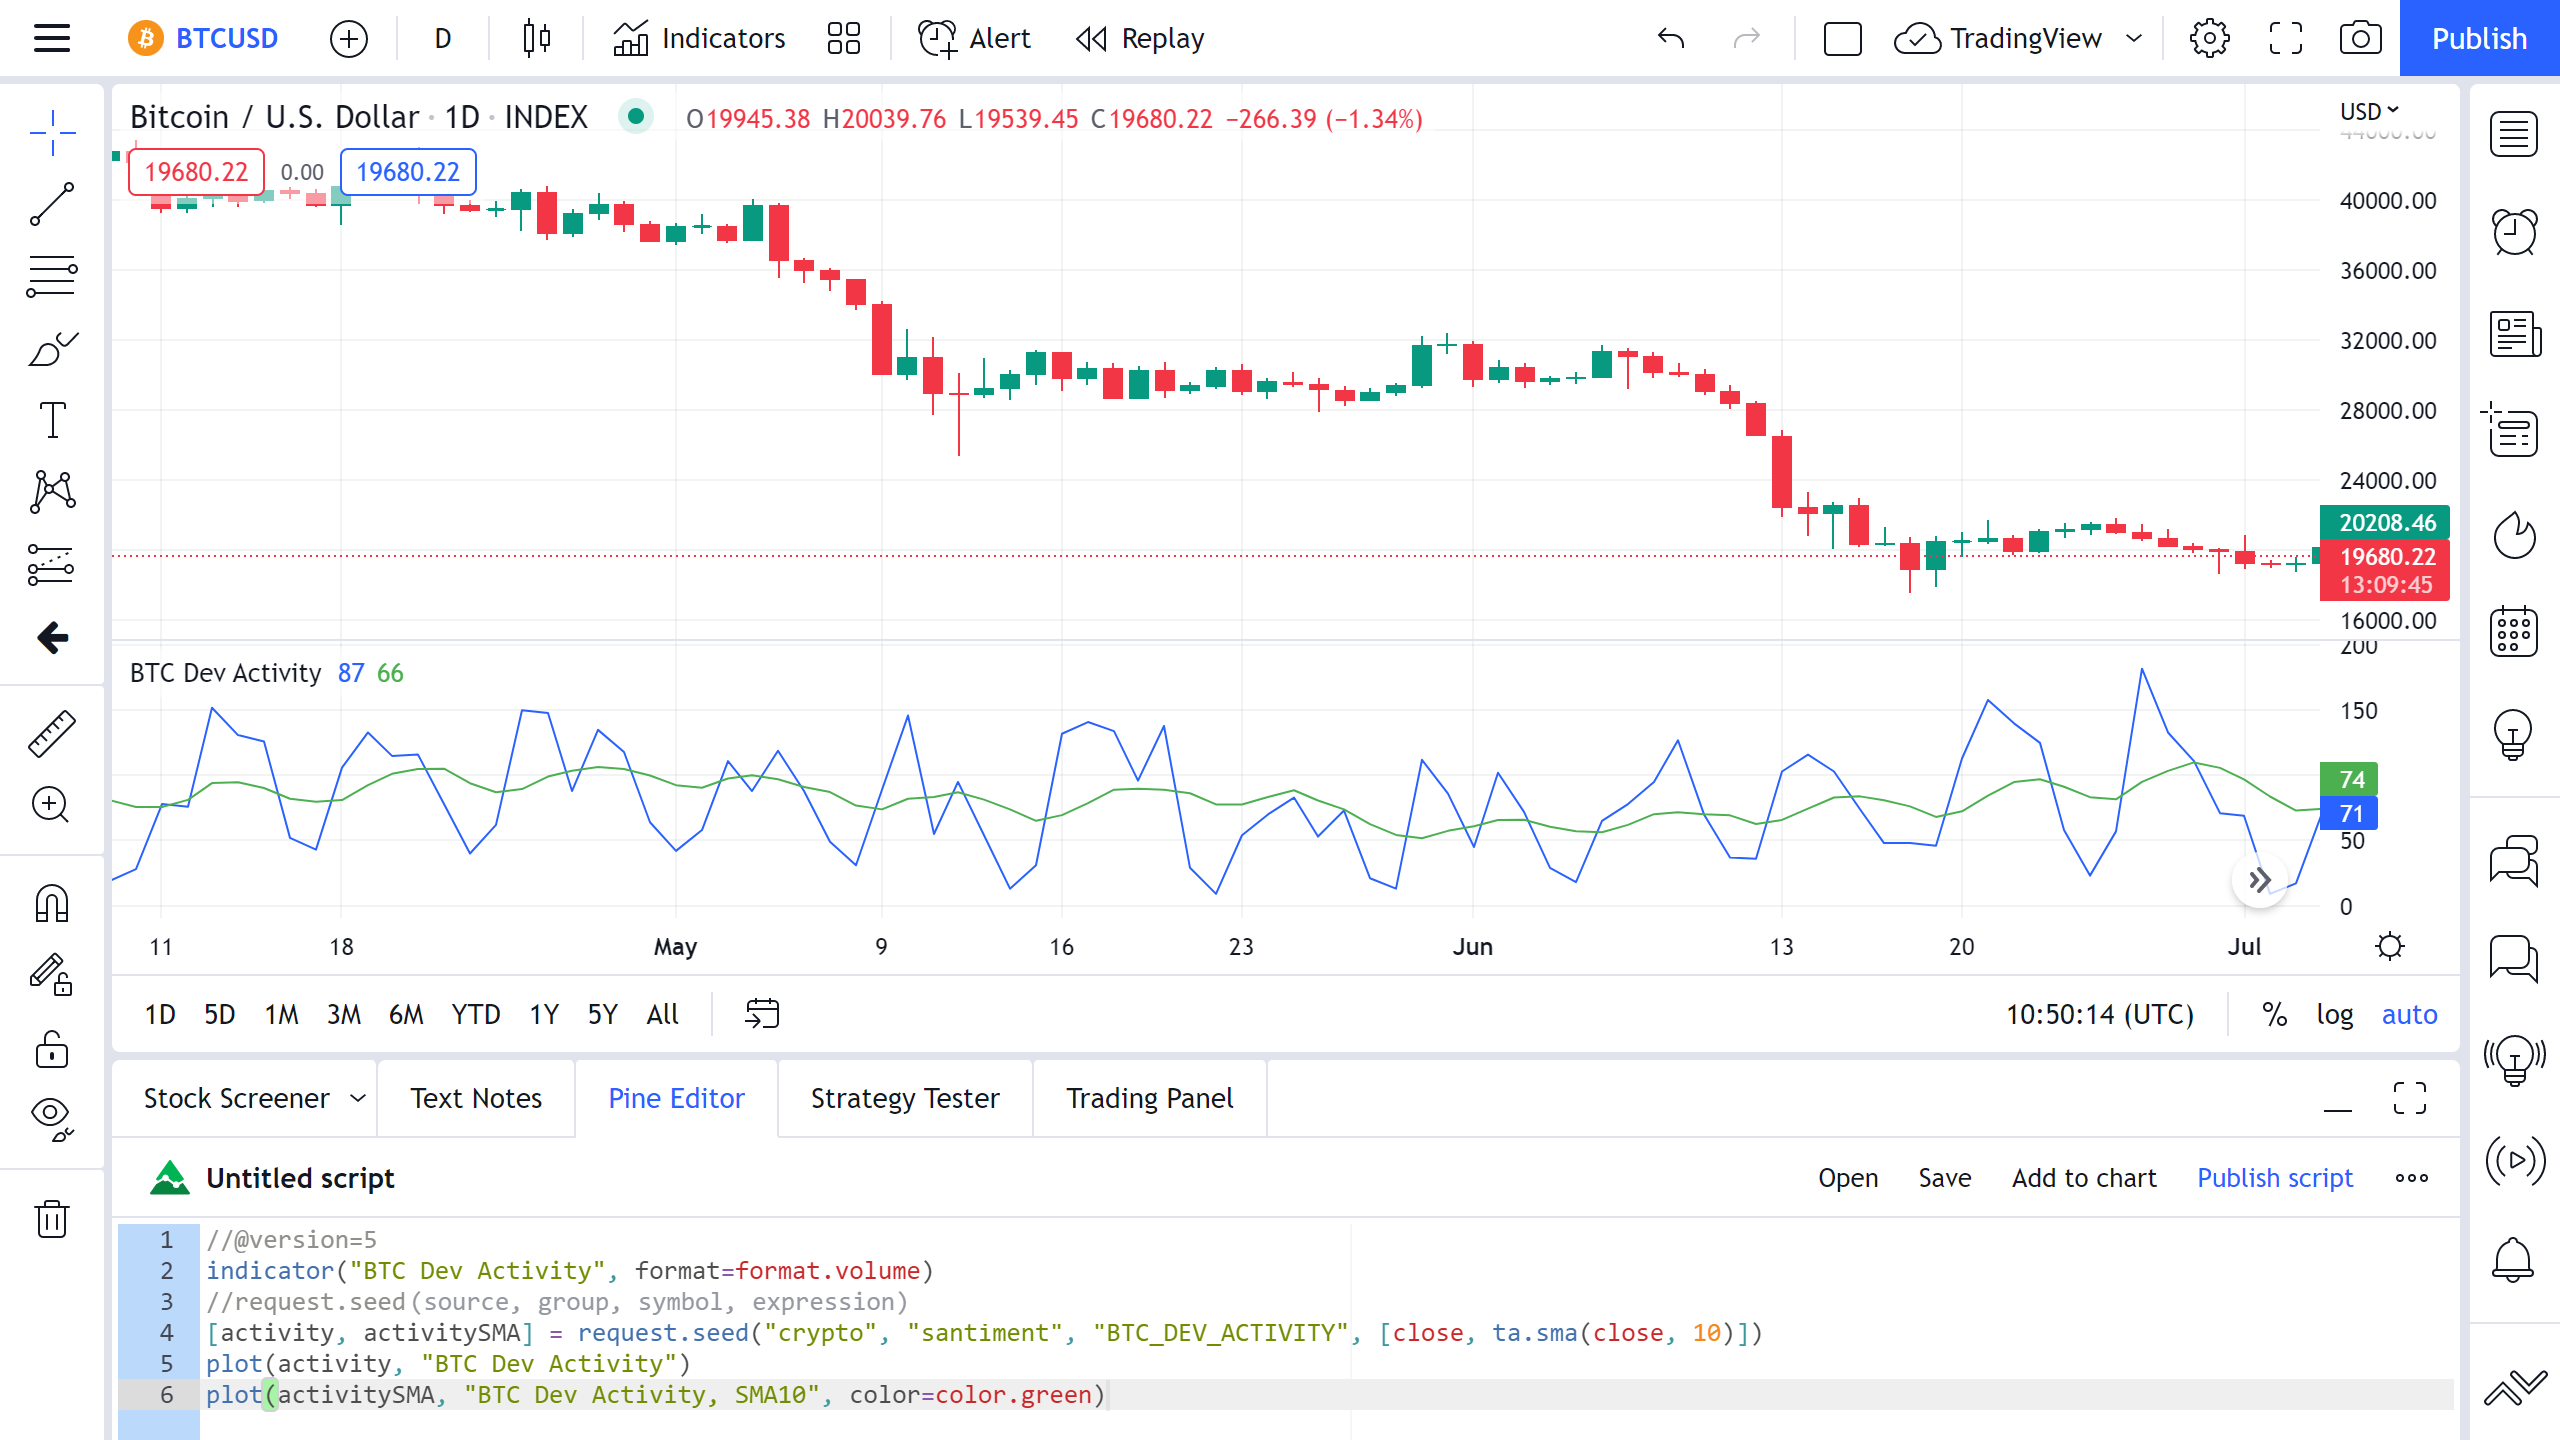 BTCUSD D Indicators Alert Replay TradingView Publish
Bitcoin / U.S. Dollar · 1D · INDEX O19945.38 H20039.76 L19539.45 C19680.22 −266.39 (−1.34%)
USD
44000.00
19680.22 0.00 19680.22
40000.00
36000.00
32000.00
28000.00
24000.00
20208.46
19680.22
13:09:45
16000.00
BTC Dev Activity 87 66
200
150
74
71
50
0
11 18 May 9 16 23 Jun 13 20 Jul
1D 5D 1M 3M 6M YTD 1Y 5Y All 10:50:14 (UTC) % log auto
Stock Screener Text Notes Pine Editor Strategy Tester Trading Panel
Untitled script Open Save Add to chart Publish script
1 //@version=5
2 indicator("BTC Dev Activity", format=format.volume)
3 //request.seed(source, group, symbol, expression)
4 [activity, activitySMA] = request.seed("crypto", "santiment", "BTC_DEV_ACTIVITY", [close, ta.sma(close, 10)])
5 plot(activity, "BTC Dev Activity")
6 plot(activitySMA, "BTC Dev Activity, SMA10", color=color.green)